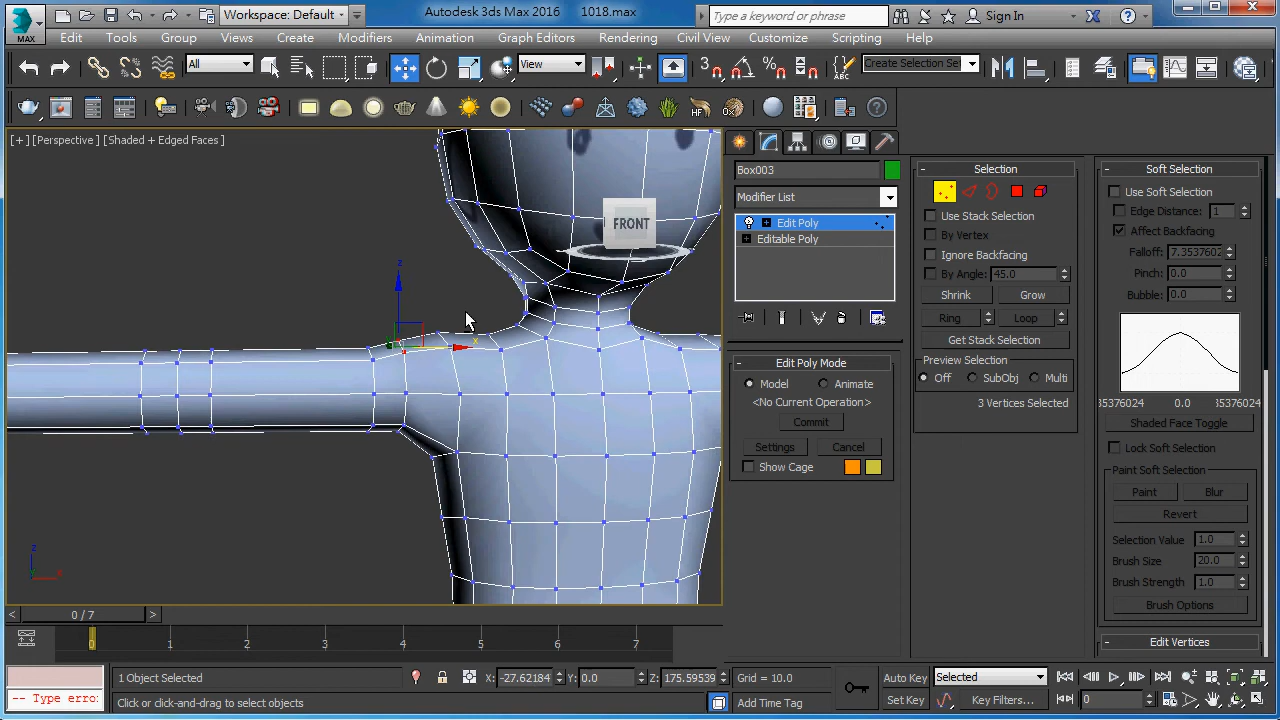 Workspace: Default
Autodesk 3ds Max 2016    1018.max
Type a keyword or phrase
Sign In
MAX
Edit Tools Group Views Create Modifiers Animation Graph Editors Rendering Civil View Customize Scripting Help
All
View
Create Selection Se
[+] [Perspective] [Shaded + Edged Faces]
FRONT
z
x
z
x
Box003
Modifier List
Edit Poly
Editable Poly
Edit Poly Mode
Model Animate
<No Current Operation>
Commit
Settings Cancel
Show Cage
Selection
Use Stack Selection
By Vertex
Ignore Backfacing
By Angle: 45.0
Shrink Grow
Ring Loop
Get Stack Selection
Preview Selection
Off SubObj Multi
3 Vertices Selected
Soft Selection
Use Soft Selection
Edge Distance: 1
Affect Backfacing
Falloff: 7.3537602
Pinch: 0.0
Bubble: 0.0
35376024 0.0 35376024
Shaded Face Toggle
Lock Soft Selection
Paint Soft Selection
Paint Blur
Revert
Selection Value 1.0
Brush Size 20.0
Brush Strength 1.0
Brush Options
Edit Vertices
< 0 / 7 >
0 1 2 3 4 5 6 7
1 Object Selected
X: -27.62184 Y: 0.0 Z: 175.59539
Grid = 10.0
Auto Key Selected
-- Type erro
Click or click-and-drag to select objects
Add Time Tag
Set Key Key Filters... 0